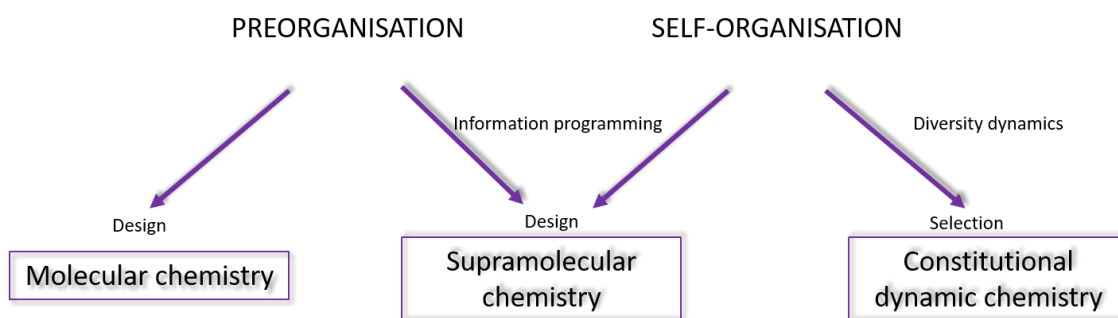 PREORGANISATION
SELF-ORGANISATION
Information programming
Diversity dynamics
Design
Design
Selection
Molecular chemistry
Supramolecular
chemistry
Constitutional
dynamic chemistry